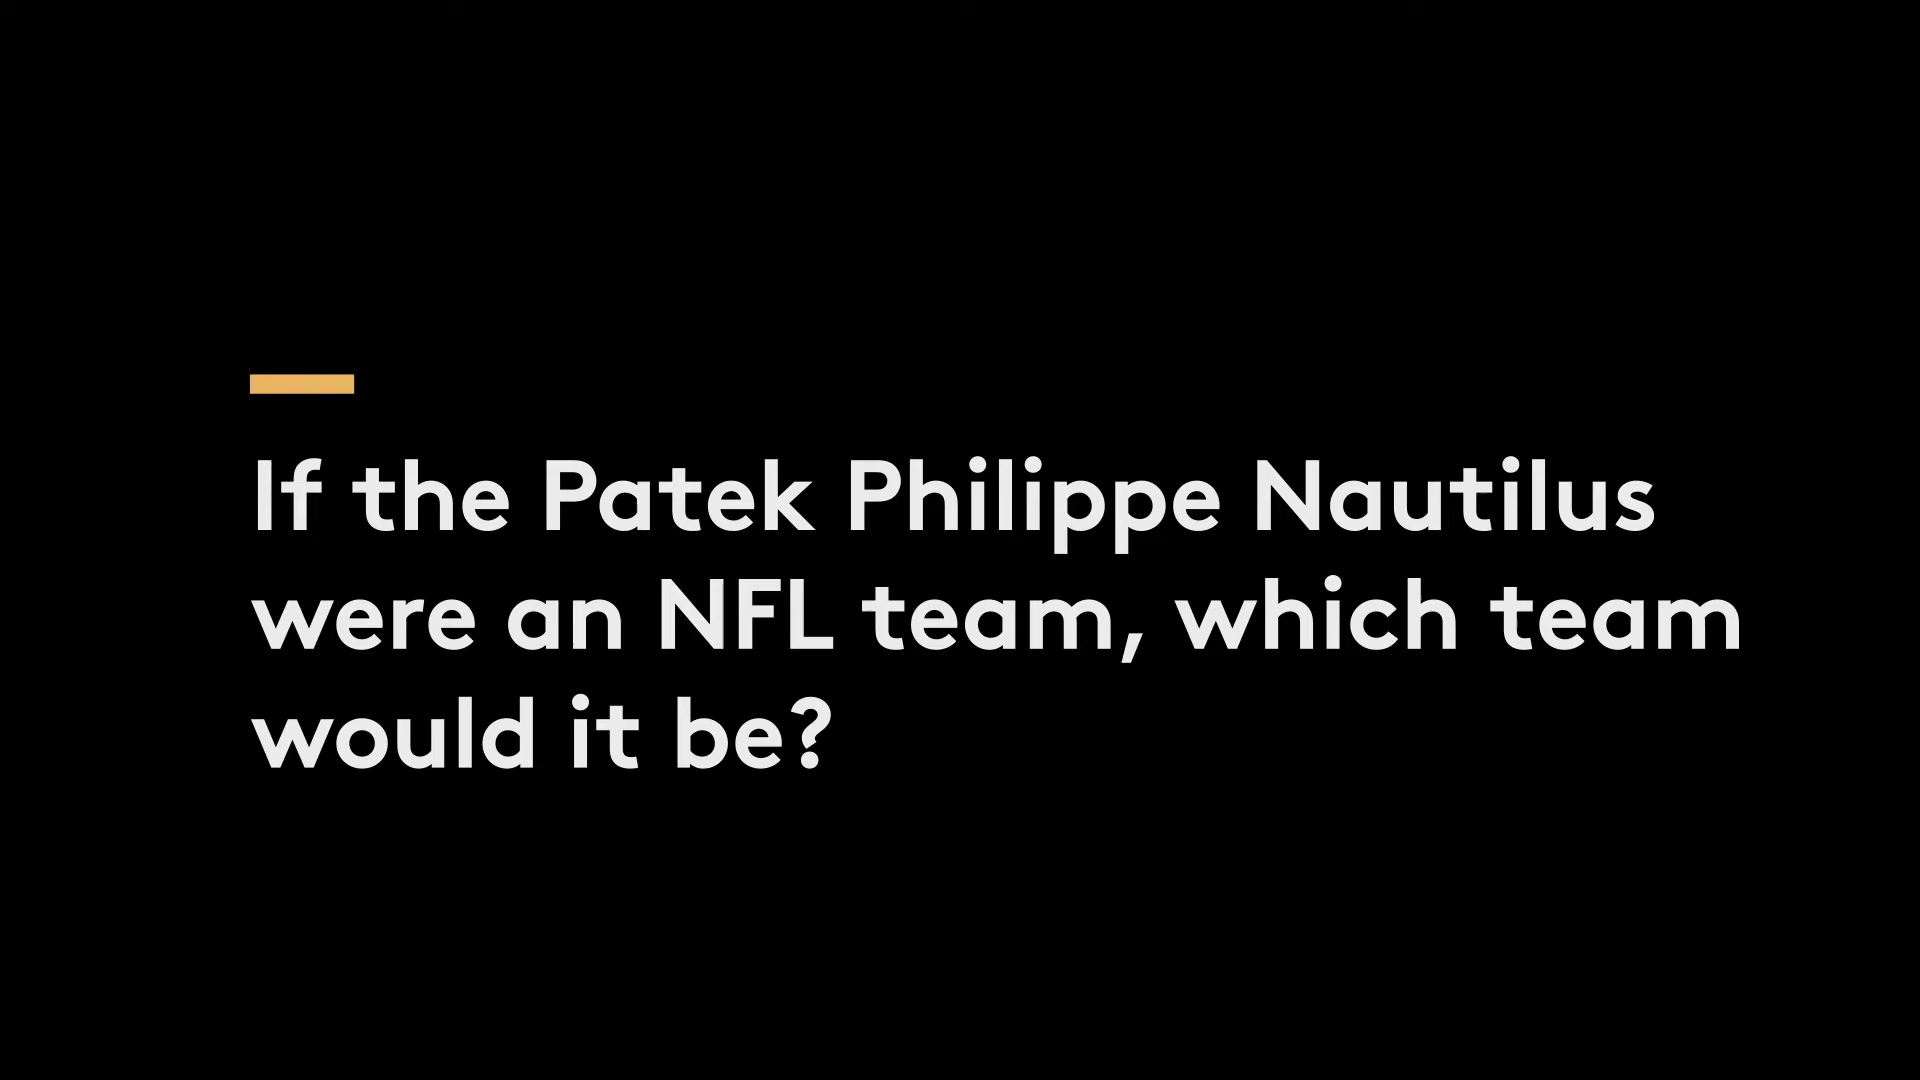 If the Patek Philippe Nautilus
were an NFL team, which team
would it be?